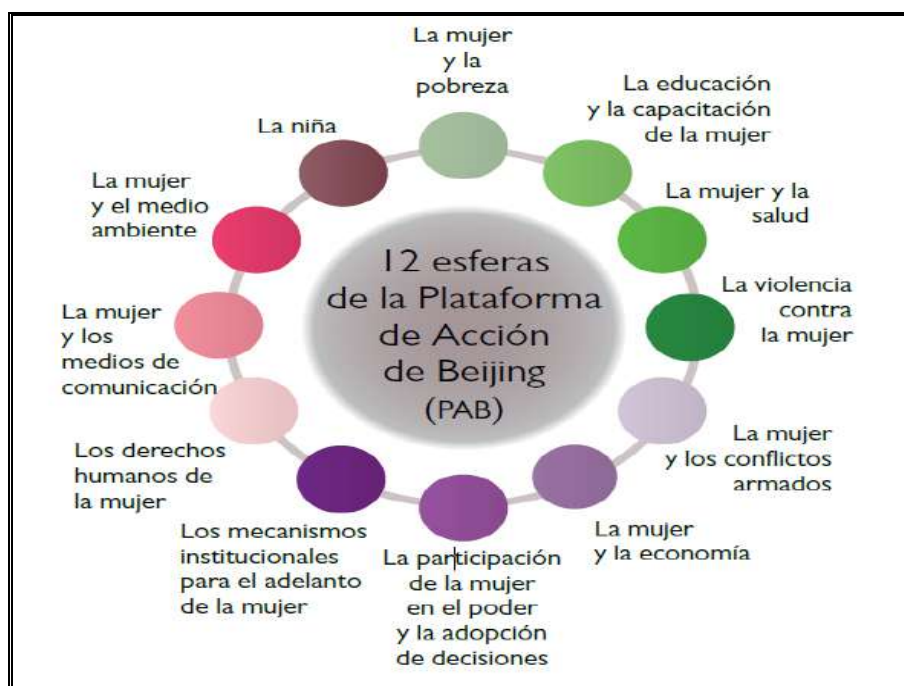 La mujer
y la
pobreza
La educación
y la capacitación
de la mujer
La mujer y la
salud
La violencia
contra
la mujer
La mujer
y los conflictos
armados
La mujer
y la economía
La participación
de la mujer
en el poder
y la adopción
de decisiones
Los mecanismos
institucionales
para el adelanto
de la mujer
Los derechos
humanos de
la mujer
La mujer
y los
medios de
comunicación
La mujer
y el medio
ambiente
La niña
12 esferas
de la Plataforma
de Acción
de Beijing
(PAB)